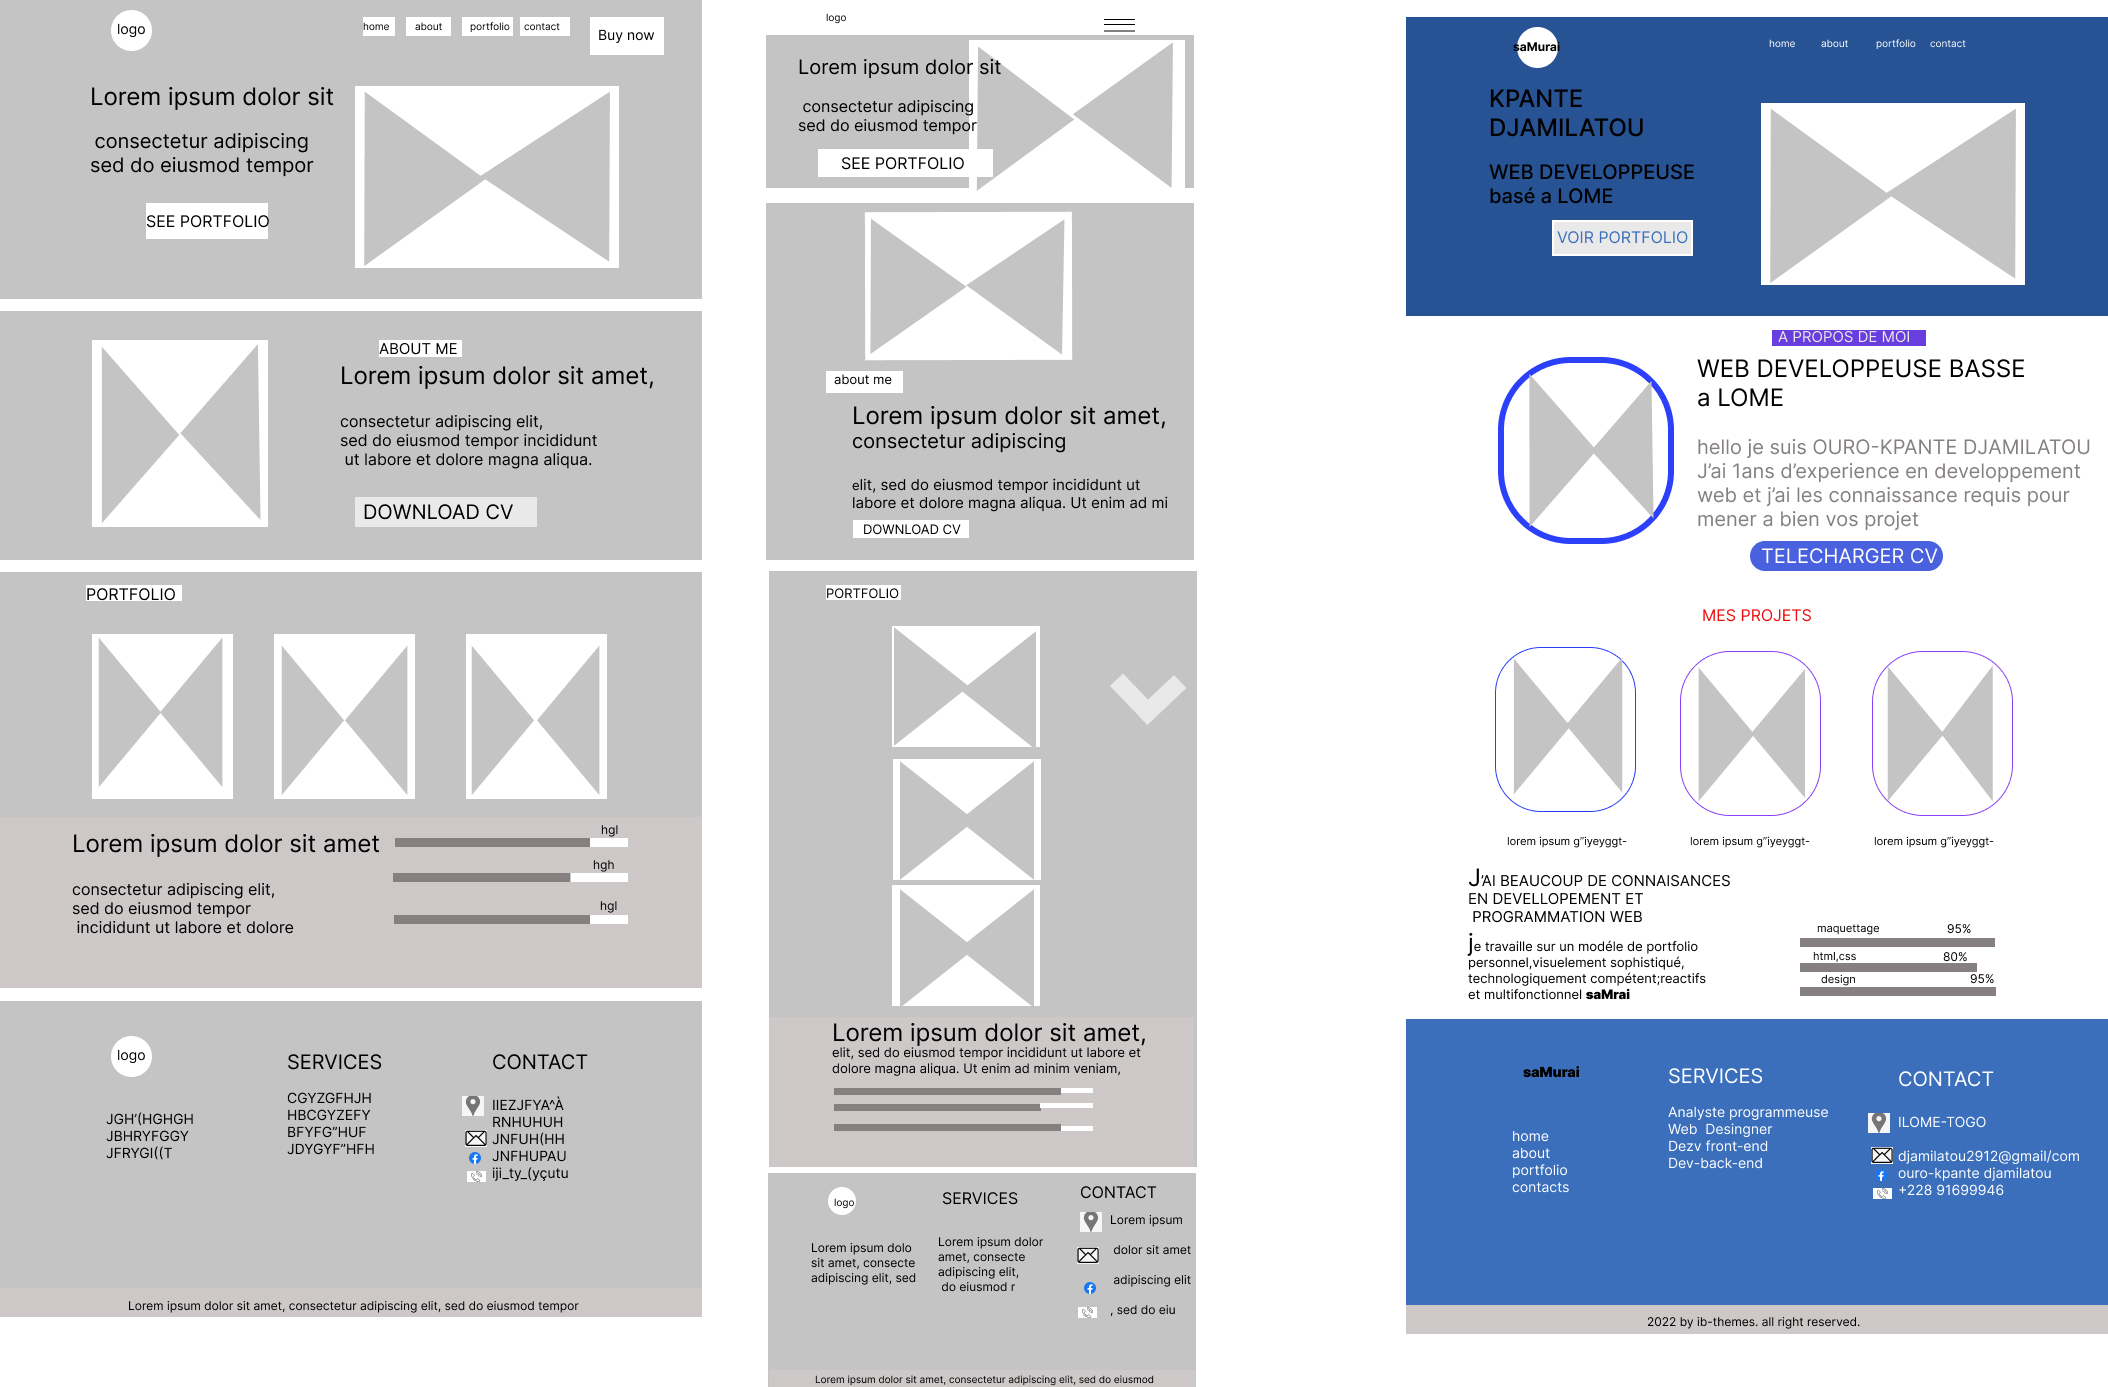 logo
home
about
portfolio
contact
Buy now
Lorem ipsum dolor sit
consectetur adipiscing
sed do eiusmod tempor
SEE PORTFOLIO
ABOUT ME
Lorem ipsum dolor sit amet,
consectetur adipiscing elit,
sed do eiusmod tempor incididunt
ut labore et dolore magna aliqua.
DOWNLOAD CV
PORTFOLIO
Lorem ipsum dolor sit amet
consectetur adipiscing elit,
sed do eiusmod tempor
incididunt ut labore et dolore
hgl
hgh
hgl
logo
JGH'(HGHGH
JBHRYFGGY
JFRYGI((T
SERVICES
CGYZGFHJH
HBCGYZEFY
BFYFG"HUF
JDYGYF"HFH
CONTACT
IIEZJFYA^À
RNHUHUH
JNFUH(HH
JNFHUPAU
iji_ty_(yçutu
Lorem ipsum dolor sit amet, consectetur adipiscing elit, sed do eiusmod tempor
logo
Lorem ipsum dolor sit
consectetur adipiscing
sed do eiusmod tempor
SEE PORTFOLIO
about me
Lorem ipsum dolor sit amet,
consectetur adipiscing
elit, sed do eiusmod tempor incididunt ut
labore et dolore magna aliqua. Ut enim ad mi
DOWNLOAD CV
PORTFOLIO
Lorem ipsum dolor sit amet,
elit, sed do eiusmod tempor incididunt ut labore et
dolore magna aliqua. Ut enim ad minim veniam,
logo
Lorem ipsum dolo
sit amet, consecte
adipiscing elit, sed
SERVICES
Lorem ipsum dolor
amet, consecte
adipiscing elit,
do eiusmod r
CONTACT
Lorem ipsum
dolor sit amet
adipiscing elit
, sed do eiu
Lorem ipsum dolor sit amet, consectetur adipiscing elit, sed do eiusmod
saMurai
home
about
portfolio
contact
KPANTE
DJAMILATOU
WEB DEVELOPPEUSE
basé a LOME
VOIR PORTFOLIO
A PROPOS DE MOI
WEB DEVELOPPEUSE BASSE
a LOME
hello je suis OURO-KPANTE DJAMILATOU
J'ai 1ans d'experience en developpement
web et j'ai les connaissance requis pour
mener a bien vos projet
TELECHARGER CV
MES PROJETS
lorem ipsum g"iyeyggt-
lorem ipsum g"iyeyggt-
lorem ipsum g"iyeyggt-
J'AI BEAUCOUP DE CONNAISANCES
EN DEVELLOPEMENT ET
PROGRAMMATION WEB
je travaille sur un modéle de portfolio
personnel,visuelement sophistiqué,
technologiquement compétent;reactifs
et multifonctionnel saMrai
maquettage 95%
html,css 80%
design 95%
saMurai
home
about
portfolio
contacts
SERVICES
Analyste programmeuse
Web Desingner
Dezv front-end
Dev-back-end
CONTACT
ILOME-TOGO
djamilatou2912@gmail/com
ouro-kpante djamilatou
+228 91699946
2022 by ib-themes. all right reserved.